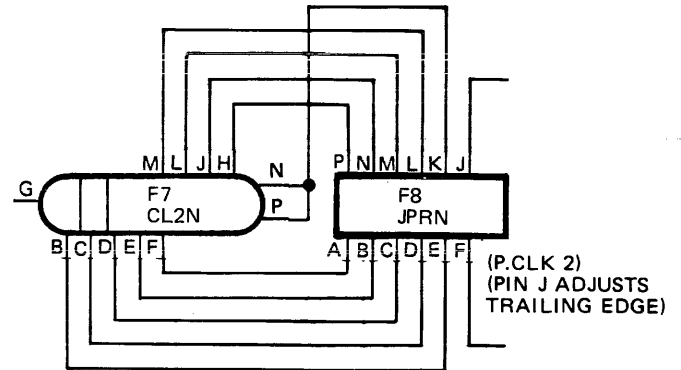 M L J H
N
P N M L K J
G
F7
CL2N
P
F8
JPRN
B C D E F
A B C D E F
(P.CLK 2)
(PIN J ADJUSTS
TRAILING EDGE)